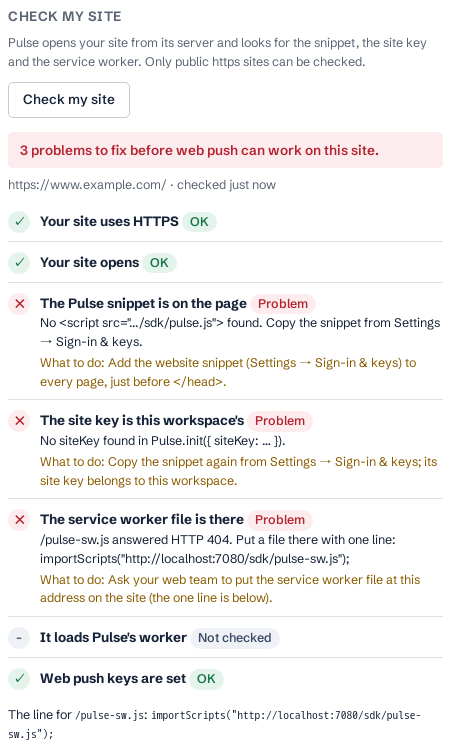 CHECK MY SITE
Pulse opens your site from its server and looks for the snippet, the site key
and the service worker. Only public https sites can be checked.
Check my site
3 problems to fix before web push can work on this site.
https://www.example.com/ · checked just now
✓ Your site uses HTTPS OK
✓ Your site opens OK
✕ The Pulse snippet is on the page Problem
No <script src="…/sdk/pulse.js"> found. Copy the snippet from Settings
→ Sign-in & keys.
What to do: Add the website snippet (Settings → Sign-in & keys) to
every page, just before </head>.
✕ The site key is this workspace's Problem
No siteKey found in Pulse.init({ siteKey: … }).
What to do: Copy the snippet again from Settings → Sign-in & keys; its
site key belongs to this workspace.
✕ The service worker file is there Problem
/pulse-sw.js answered HTTP 404. Put a file there with one line:
importScripts("http://localhost:7080/sdk/pulse-sw.js");
What to do: Ask your web team to put the service worker file at this
address on the site (the one line is below).
- It loads Pulse's worker Not checked
✓ Web push keys are set OK
The line for /pulse-sw.js: importScripts("http://localhost:7080/sdk/pulse-
sw.js");